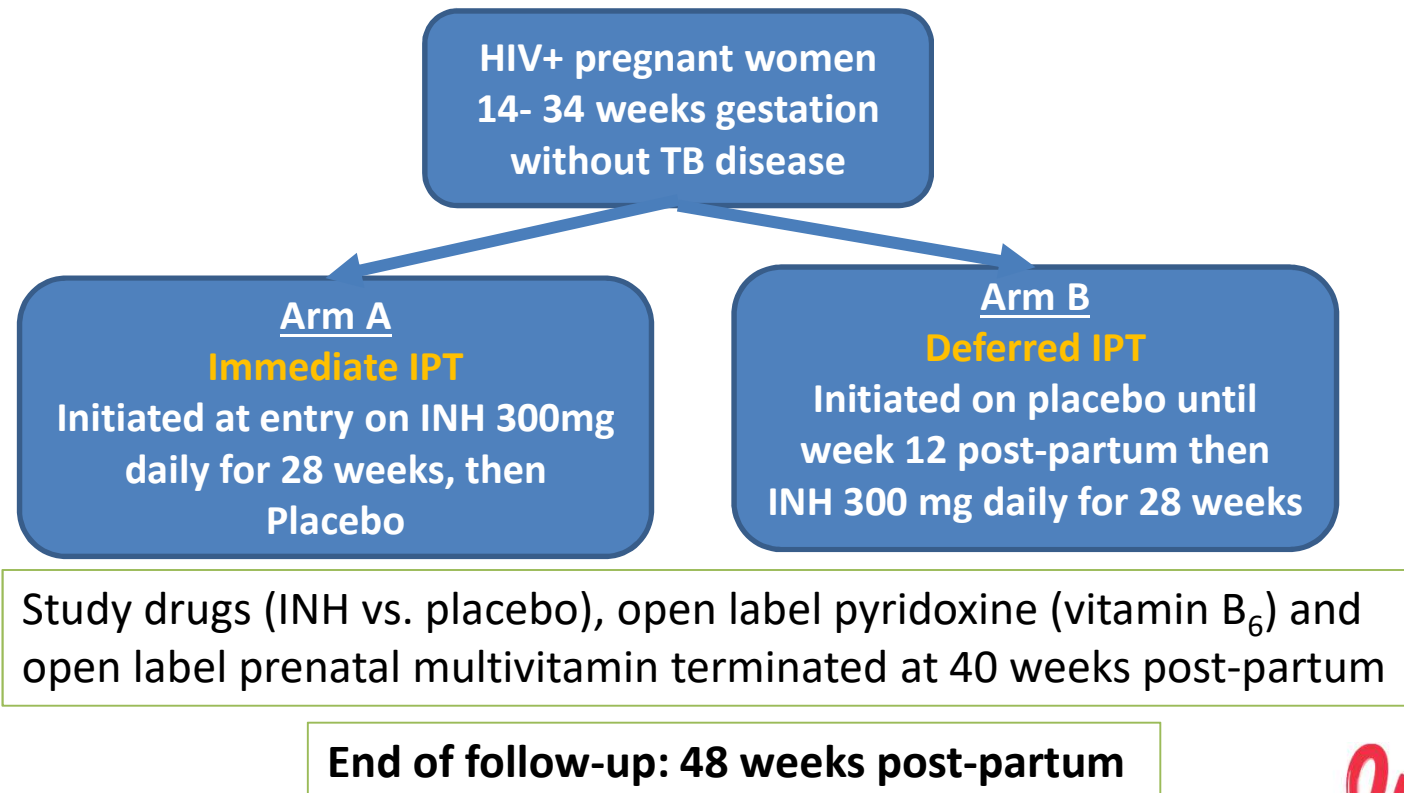 HIV+ pregnant women
14- 34 weeks gestation
without TB disease
Arm A
Immediate IPT
Initiated at entry on INH 300mg
daily for 28 weeks, then
Placebo
Arm B
Deferred IPT
Initiated on placebo until
week 12 post-partum then
INH 300 mg daily for 28 weeks
Study drugs (INH vs. placebo), open label pyridoxine (vitamin B₆) and
open label prenatal multivitamin terminated at 40 weeks post-partum
End of follow-up: 48 weeks post-partum